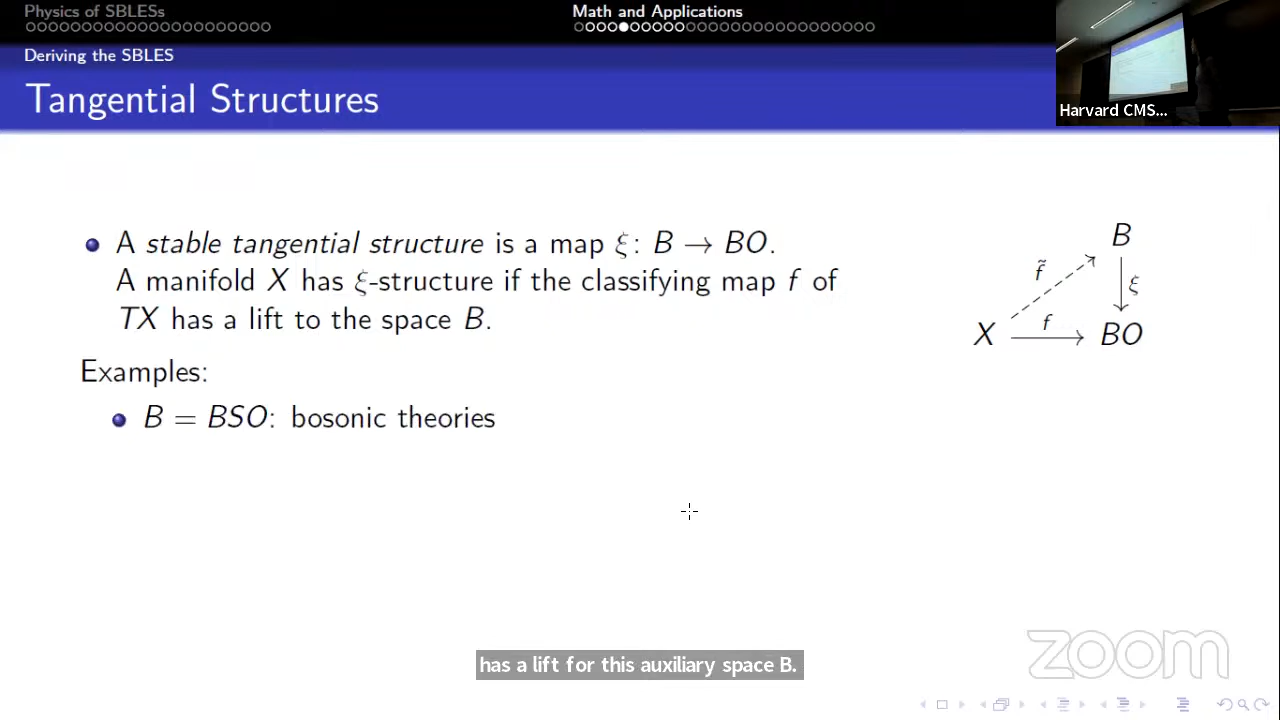 Physics of SBLESs
Math and Applications
Deriving the SBLES
Tangential Structures
Harvard CMS...
A stable tangential structure is a map ξ: B → BO.
A manifold X has ξ-structure if the classifying map f of
TX has a lift to the space B.
B
f̃
ξ
X
f
BO
Examples:
B = BSO: bosonic theories
has a lift for this auxiliary space B.
zoom